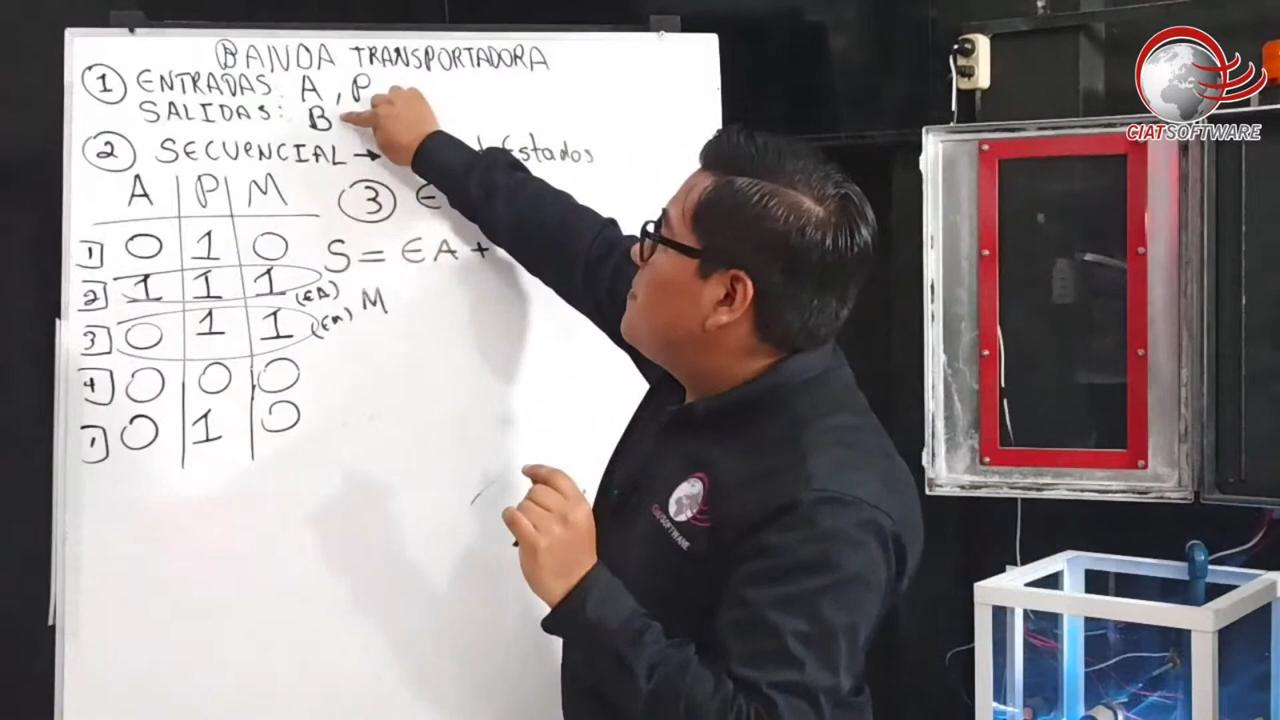 BANDA TRANSPORTADORA
1 ENTRADAS: A, P
SALIDAS: B
2 SECUENCIAL → Estados
A P M
3
1 0 1 0
S = EA +
2 1 1 1 (EA)
M
3 0 1 1 (EM)
4 0 0 0
1 0 1 0
CIATSOFTWARE
CIATSOFTWARE